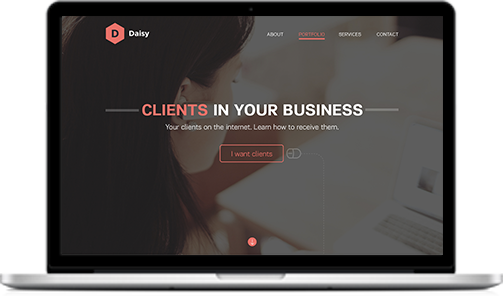 D Daisy
ABOUT PORTFOLIO SERVICES CONTACT
CLIENTS IN YOUR BUSINESS
Your clients on the internet. Learn how to receive them.
I want clients